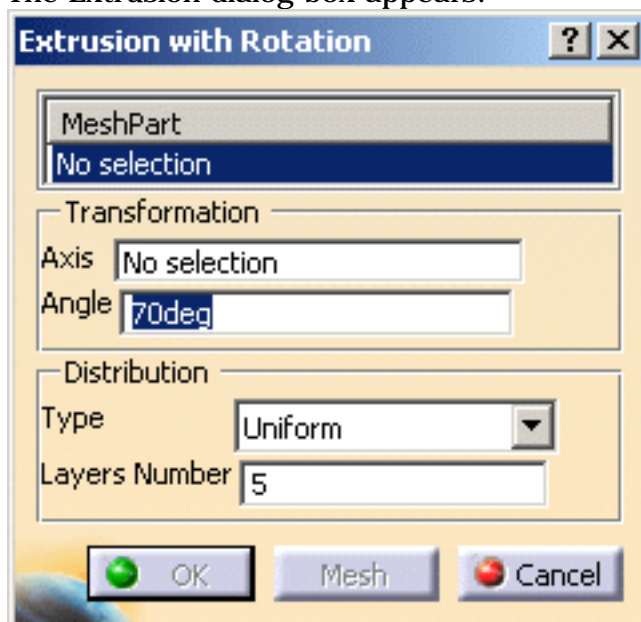 The Extrusion dialog box appears.
Extrusion with Rotation ? X
MeshPart
No selection
Transformation
Axis No selection
Angle 70deg
Distribution
Type Uniform
Layers Number 5
OK Mesh Cancel